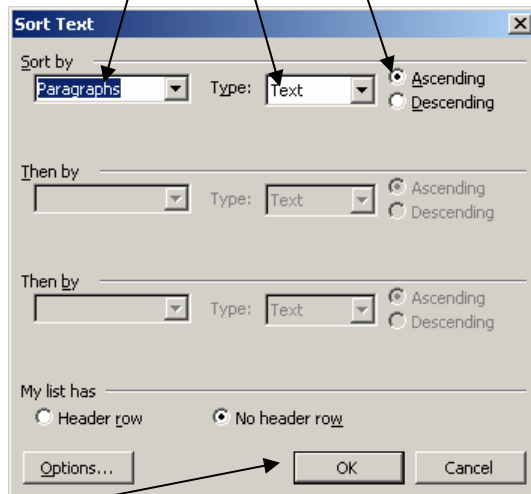 Sort Text
Sort by
Paragraphs Type: Text Ascending
Descending
Then by
Type: Text Ascending
Descending
Then by
Type: Text Ascending
Descending
My list has
Header row No header row
Options... OK Cancel